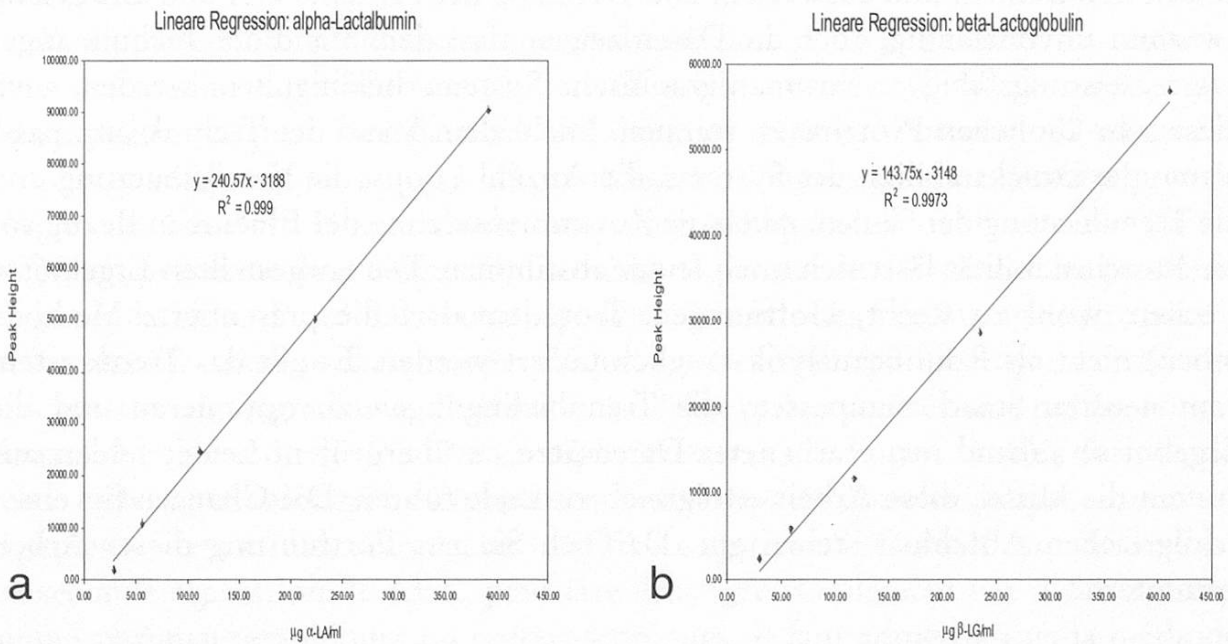 Lineare Regression: alpha-Lactalbumin
100000.00
90000.00
80000.00
70000.00
60000.00
50000.00
40000.00
30000.00
20000.00
10000.00
0.00
Peak Height
y = 240.57x - 3188
R² = 0.999
0.00 50.00 100.00 150.00 200.00 250.00 300.00 350.00 400.00 450.00
µg α-LA/ml
a
Lineare Regression: beta-Lactoglobulin
60000.00
50000.00
40000.00
30000.00
20000.00
10000.00
0.00
Peak Height
y = 143.75x - 3148
R² = 0.9973
0.00 50.00 100.00 150.00 200.00 250.00 300.00 350.00 400.00 450.00
µg β-LG/ml
b